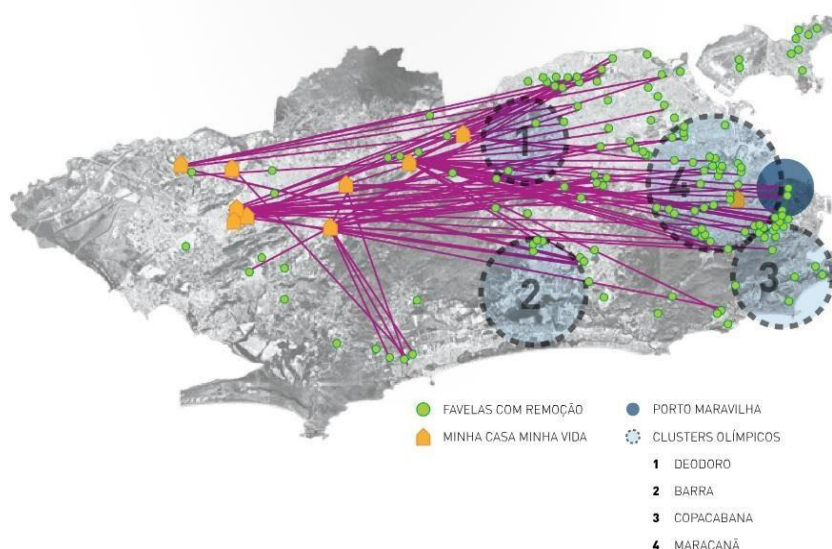 1
2
3
4
FAVELAS COM REMOÇÃO
MINHA CASA MINHA VIDA
PORTO MARAVILHA
CLUSTERS OLÍMPICOS
1 DEODORO
2 BARRA
3 COPACABANA
4 MARACANÃ